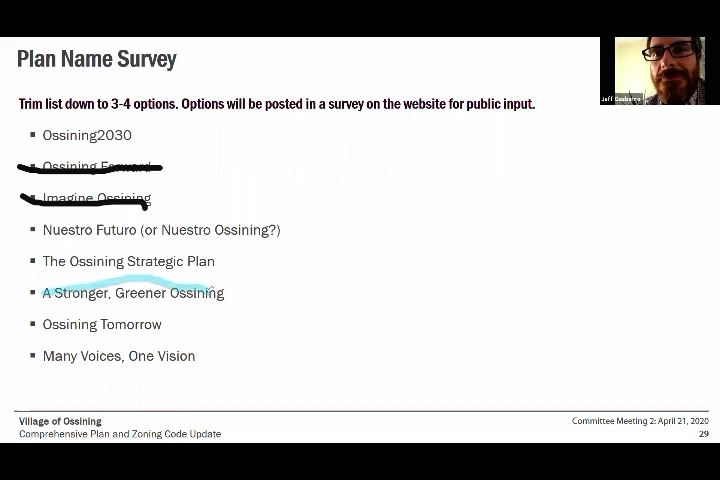 Plan Name Survey
Trim list down to 3-4 options. Options will be posted in a survey on the website for public input.
▪ Ossining2030
▪ Ossining Forward
▪ Imagine Ossining
▪ Nuestro Futuro (or Nuestro Ossining?)
▪ The Ossining Strategic Plan
▪ A Stronger, Greener Ossining
▪ Ossining Tomorrow
▪ Many Voices, One Vision
Village of Ossining
Comprehensive Plan and Zoning Code Update
Committee Meeting 2: April 21, 2020
29
Jeff